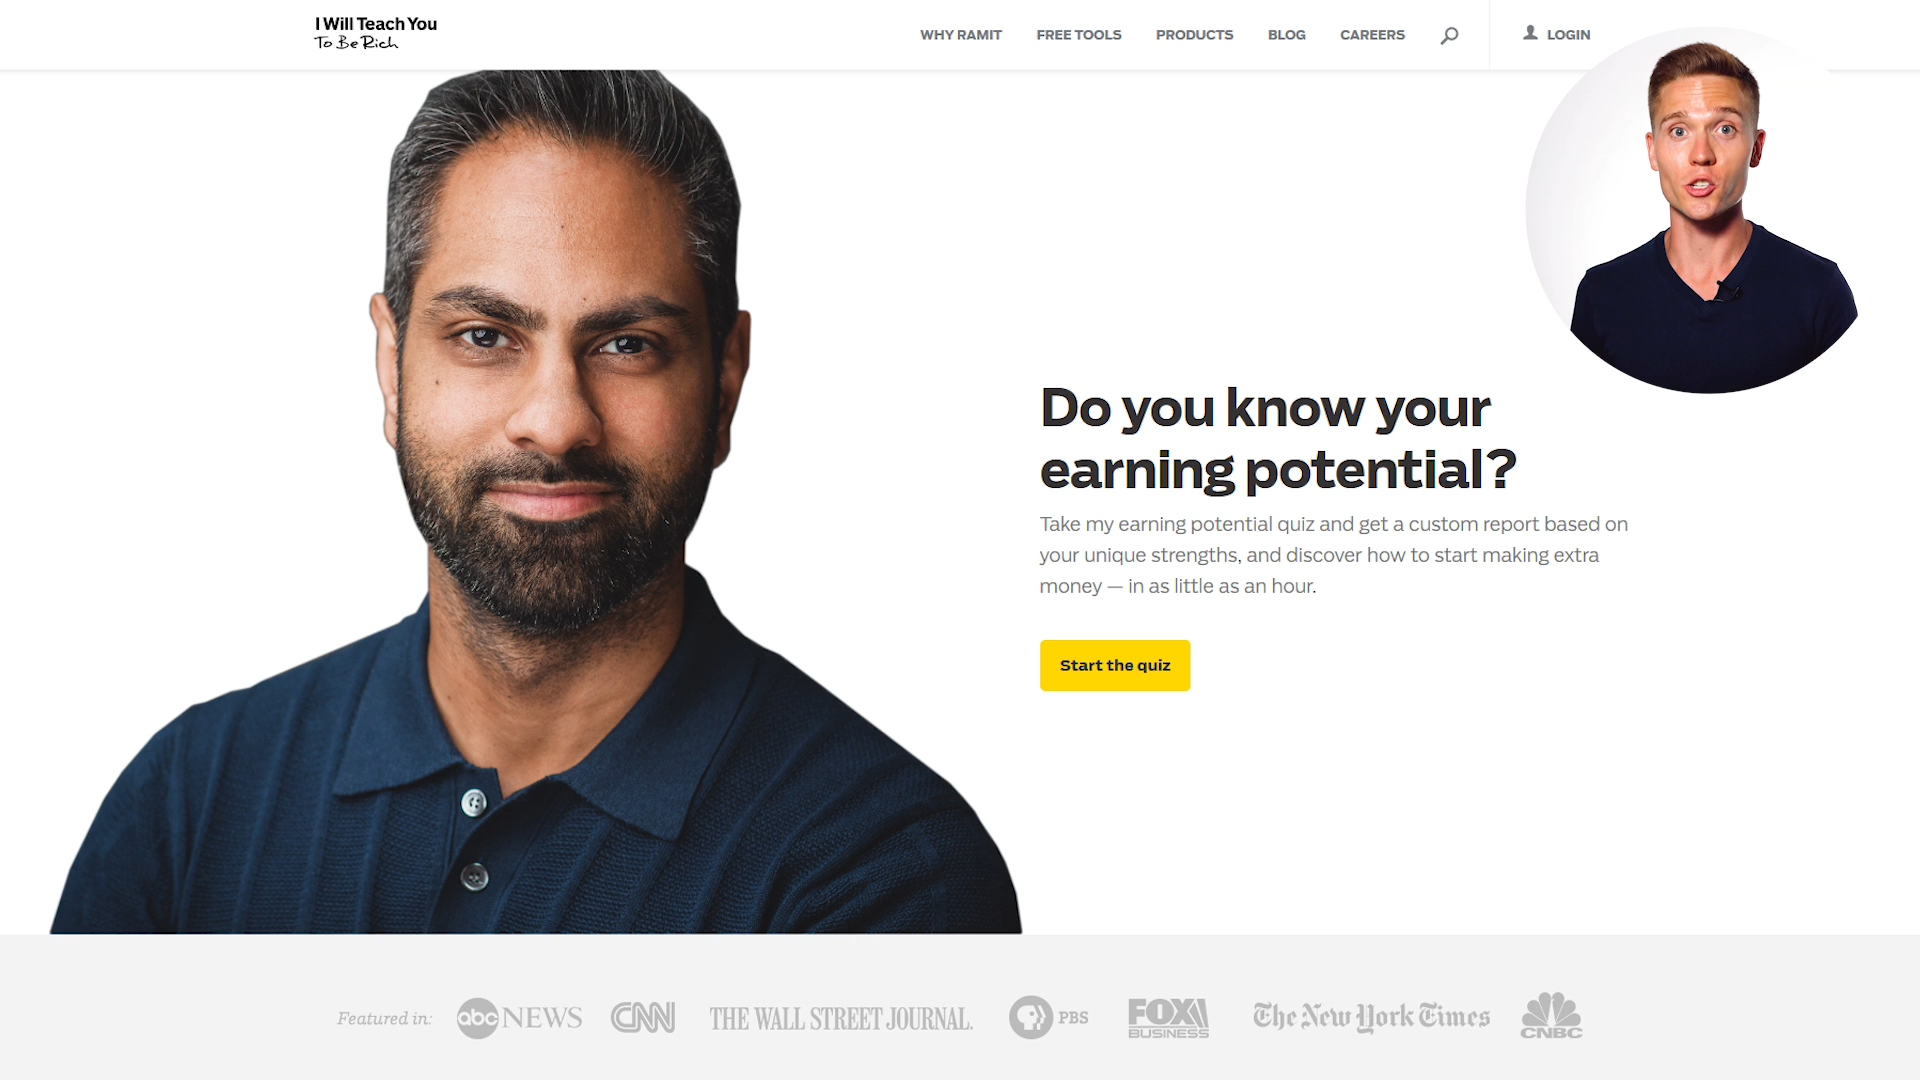 I Will Teach You
To Be Rich
WHY RAMIT
FREE TOOLS
PRODUCTS
BLOG
CAREERS
LOGIN
Do you know your
earning potential?
Take my earning potential quiz and get a custom report based on
your unique strengths, and discover how to start making extra
money — in as little as an hour.
Start the quiz
Featured in:
abc NEWS
CNN
THE WALL STREET JOURNAL.
PBS
FOX
BUSINESS
The New York Times
CNBC